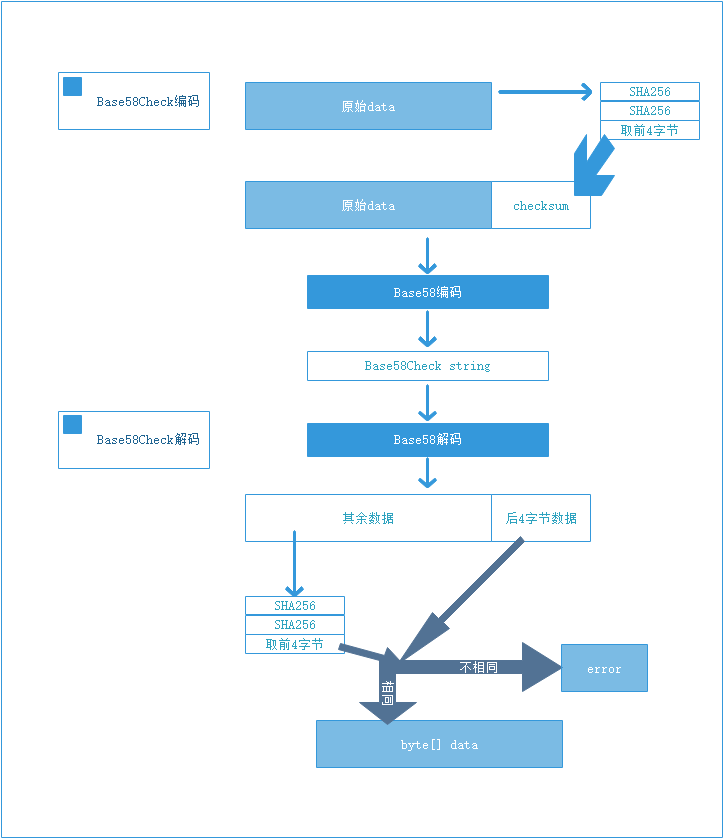 Base58Check编码
原始data
SHA256
SHA256
取前4字节
原始data
checksum
Base58编码
Base58Check string
Base58Check解码
Base58解码
其余数据
后4字节数据
SHA256
SHA256
取前4字节
不相同
error
相同
byte[] data